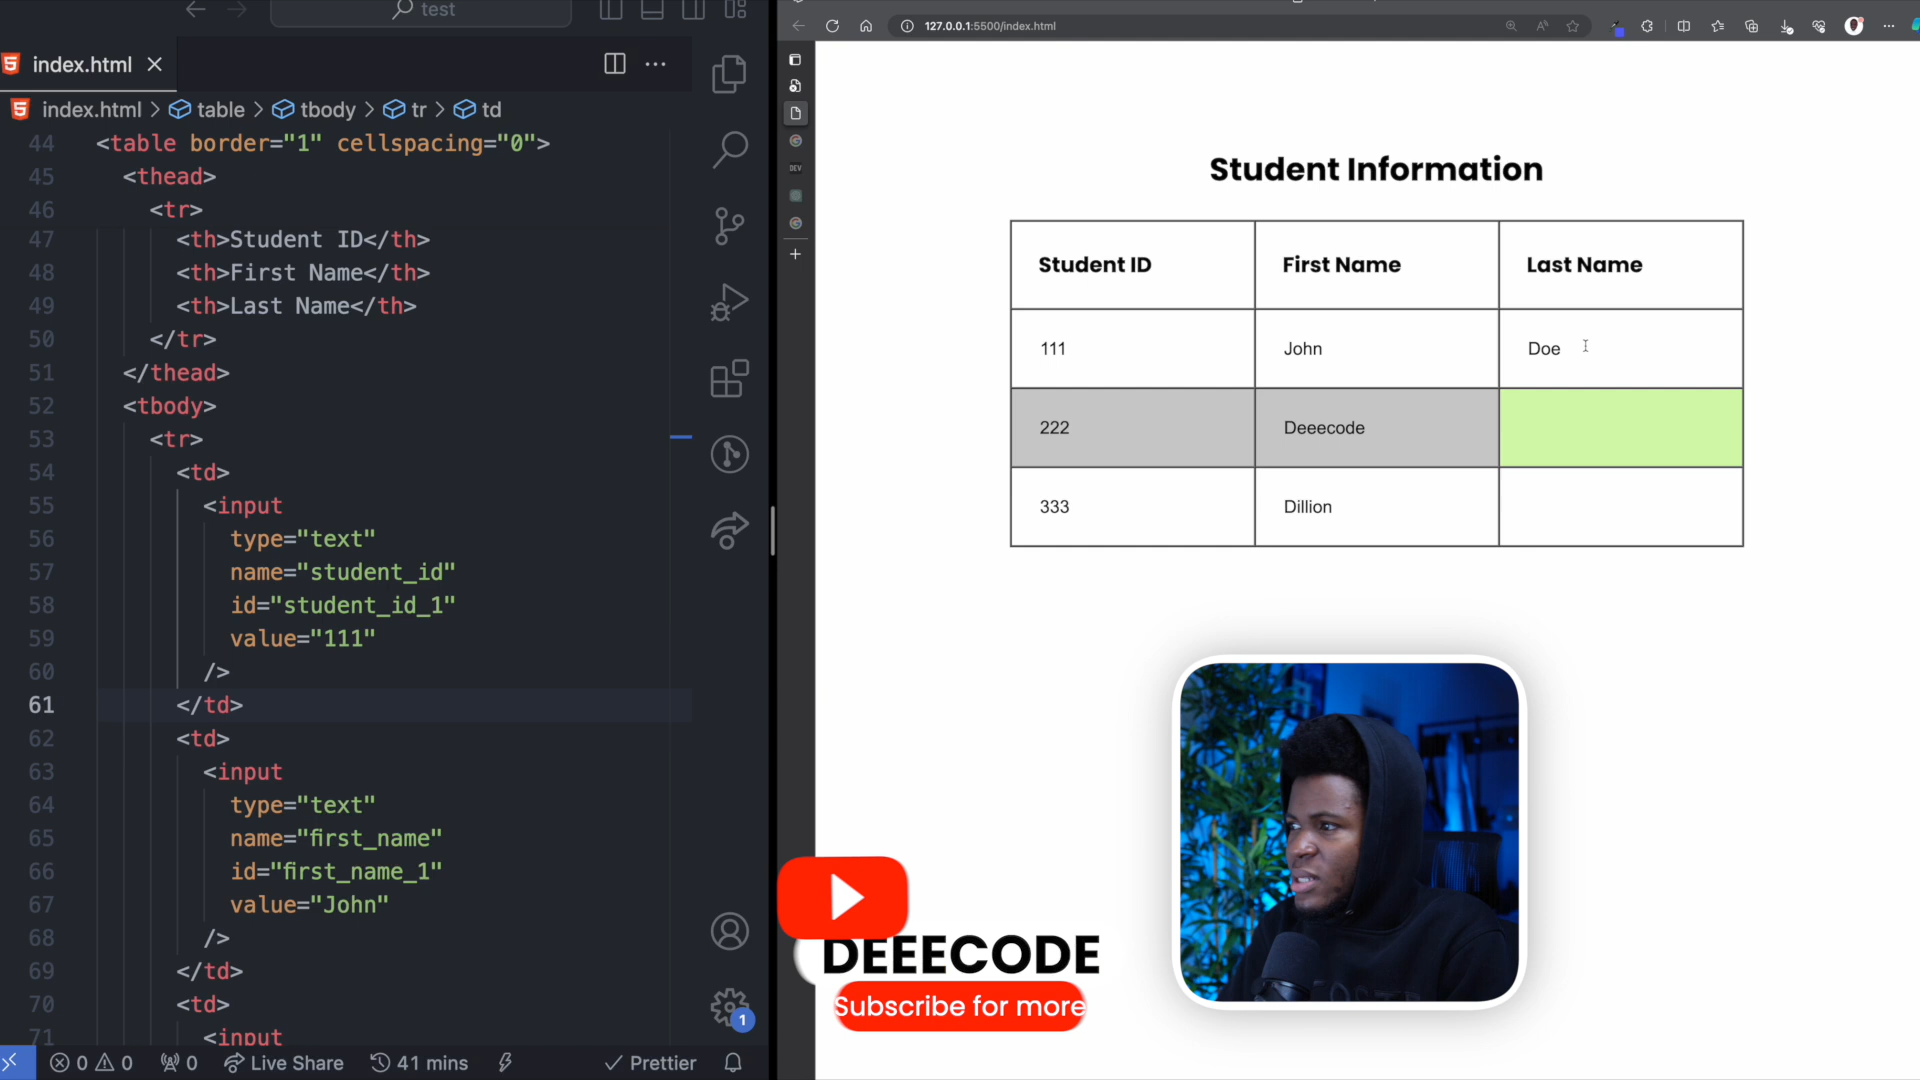 test
index.html
index.html > table > tbody > tr > td
44 <table border="1" cellspacing="0">
45 <thead>
46 <tr>
47 <th>Student ID</th>
48 <th>First Name</th>
49 <th>Last Name</th>
50 </tr>
51 </thead>
52 <tbody>
53 <tr>
54 <td>
55 <input
56 type="text"
57 name="student_id"
58 id="student_id_1"
59 value="111"
60 />
61 </td>
62 <td>
63 <input
64 type="text"
65 name="first_name"
66 id="first_name_1"
67 value="John"
68 />
69 </td>
70 <td>
71 <input
1
0 0 0 Live Share 41 mins Prettier
127.0.0.1:5500/index.html
DEV
Student Information
Student ID First Name Last Name
111 John Doe
222 Deeecode
333 Dillion
DEEECODE
Subscribe for more